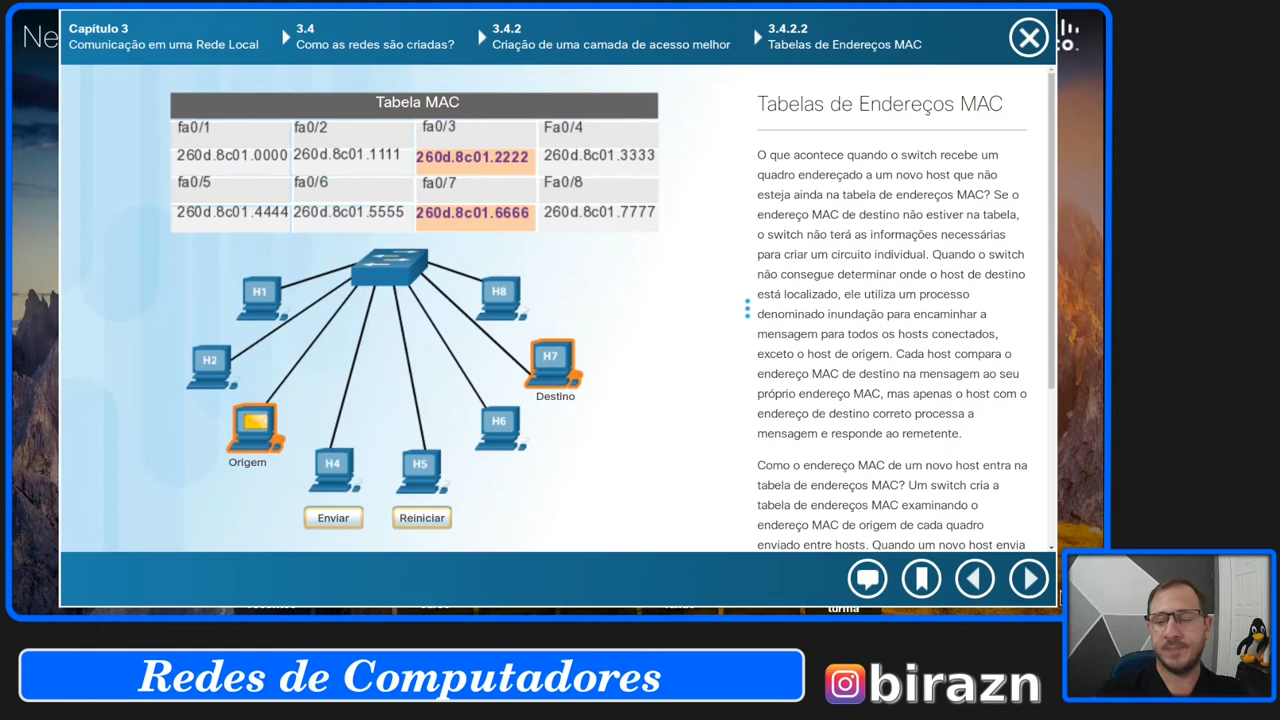 Ne
Capítulo 3
Comunicação em uma Rede Local
3.4
Como as redes são criadas?
3.4.2
Criação de uma camada de acesso melhor
3.4.2.2
Tabelas de Endereços MAC
Tabela MAC
fa0/1 fa0/2 fa0/3 Fa0/4
260d.8c01.0000 260d.8c01.1111 260d.8c01.2222 260d.8c01.3333
fa0/5 fa0/6 fa0/7 Fa0/8
260d.8c01.4444 260d.8c01.5555 260d.8c01.6666 260d.8c01.7777
H1
H8
H2
H7
Destino
H6
Origem
H4
H5
Enviar
Reiniciar
Tabelas de Endereços MAC
O que acontece quando o switch recebe um
quadro endereçado a um novo host que não
esteja ainda na tabela de endereços MAC? Se o
endereço MAC de destino não estiver na tabela,
o switch não terá as informações necessárias
para criar um circuito individual. Quando o switch
não consegue determinar onde o host de destino
está localizado, ele utiliza um processo
denominado inundação para encaminhar a
mensagem para todos os hosts conectados,
exceto o host de origem. Cada host compara o
endereço MAC de destino na mensagem ao seu
próprio endereço MAC, mas apenas o host com o
endereço de destino correto processa a
mensagem e responde ao remetente.
Como o endereço MAC de um novo host entra na
tabela de endereços MAC? Um switch cria a
tabela de endereços MAC examinando o
endereço MAC de origem de cada quadro
enviado entre hosts. Quando um novo host envia
turma
Redes de Computadores
birazn